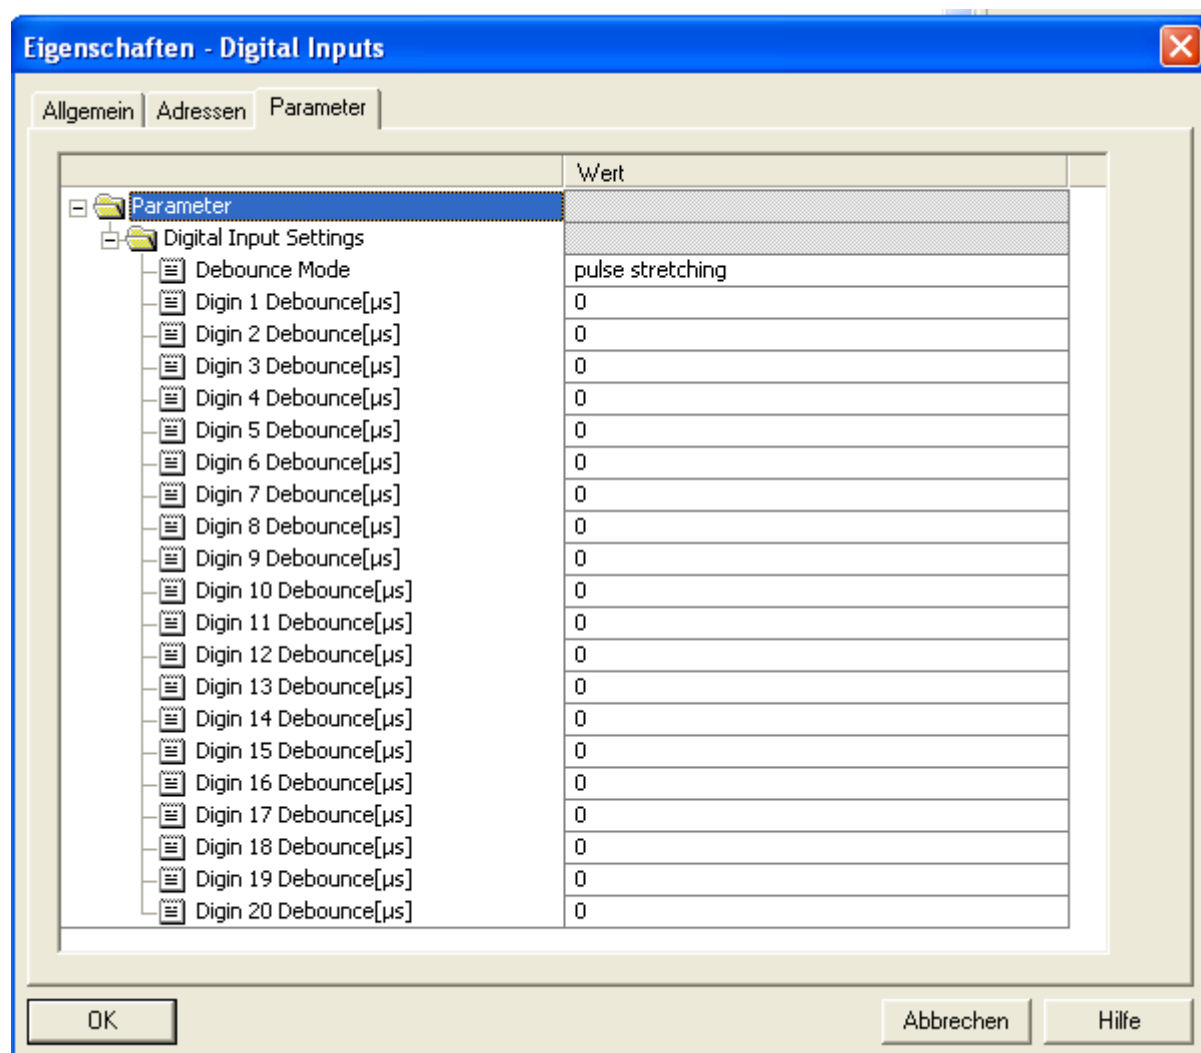 Eigenschaften - Digital Inputs
Allgemein Adressen Parameter
Wert
Parameter
Digital Input Settings
Debounce Mode pulse stretching
Digin 1 Debounce[µs] 0
Digin 2 Debounce[µs] 0
Digin 3 Debounce[µs] 0
Digin 4 Debounce[µs] 0
Digin 5 Debounce[µs] 0
Digin 6 Debounce[µs] 0
Digin 7 Debounce[µs] 0
Digin 8 Debounce[µs] 0
Digin 9 Debounce[µs] 0
Digin 10 Debounce[µs] 0
Digin 11 Debounce[µs] 0
Digin 12 Debounce[µs] 0
Digin 13 Debounce[µs] 0
Digin 14 Debounce[µs] 0
Digin 15 Debounce[µs] 0
Digin 16 Debounce[µs] 0
Digin 17 Debounce[µs] 0
Digin 18 Debounce[µs] 0
Digin 19 Debounce[µs] 0
Digin 20 Debounce[µs] 0
OK Abbrechen Hilfe